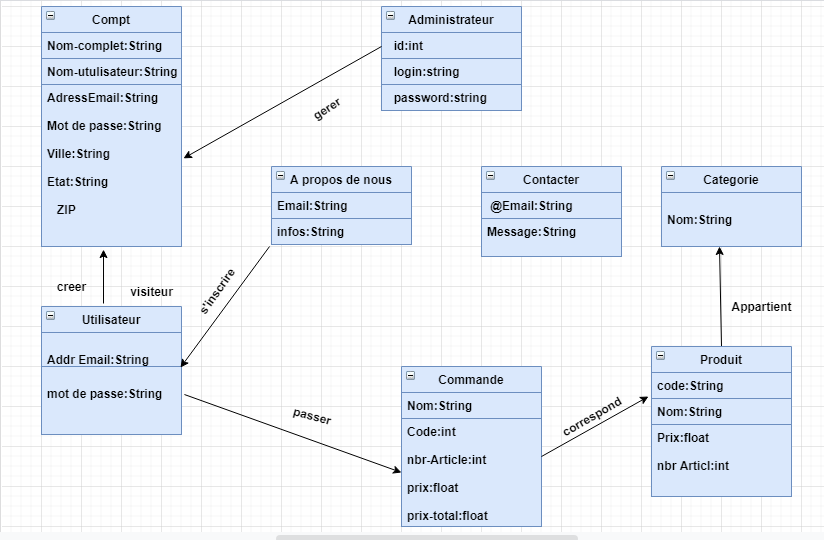 Compt
Nom-complet:String
Nom-utulisateur:String
AdressEmail:String
Mot de passe:String
Ville:String
Etat:String
ZIP
Administrateur
id:int
login:string
password:string
gerer
A propos de nous
Email:String
infos:String
Contacter
@Email:String
Message:String
Categorie
Nom:String
creer
visiteur
s'inscrire
Appartient
Utilisateur
Addr Email:String
mot de passe:String
passer
Commande
Nom:String
Code:int
nbr-Article:int
prix:float
prix-total:float
correspond
Produit
code:String
Nom:String
Prix:float
nbr Articl:int